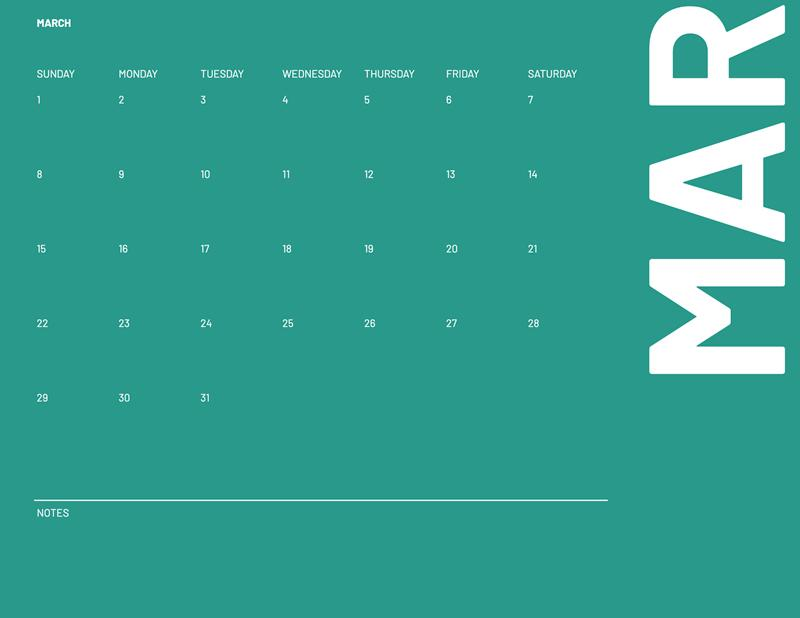 MARCH
MAR
SUNDAY MONDAY TUESDAY WEDNESDAY THURSDAY FRIDAY SATURDAY
1 2 3 4 5 6 7
8 9 10 11 12 13 14
15 16 17 18 19 20 21
22 23 24 25 26 27 28
29 30 31
NOTES